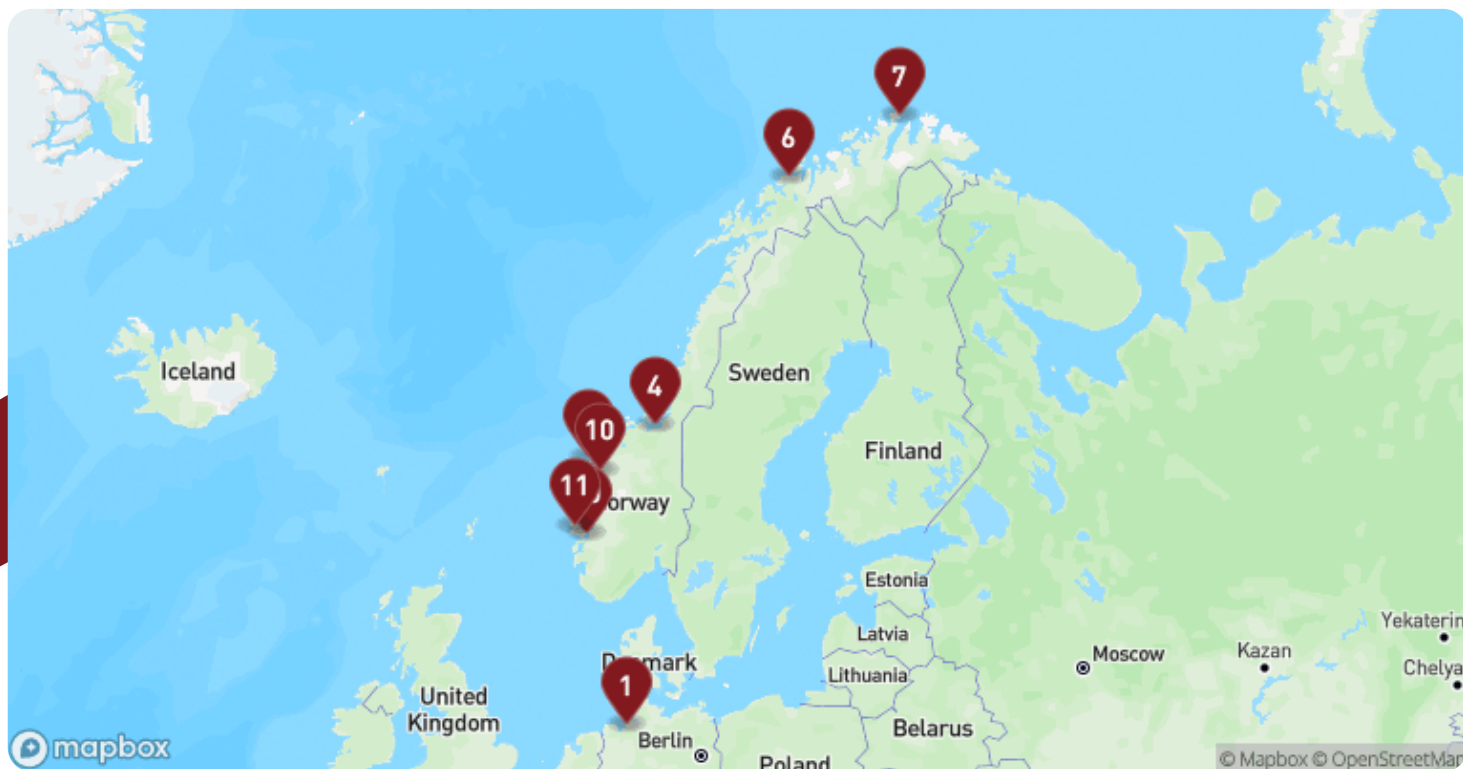 7
6
Iceland
Sweden
4
10
Finland
11
orway
Estonia
Yekaterin
Latvia
Kazan
Moscow
Denmark
Chelya
Lithuania
1
United
Kingdom
Belarus
Berlin
Poland
mapbox
© Mapbox © OpenStreetMap